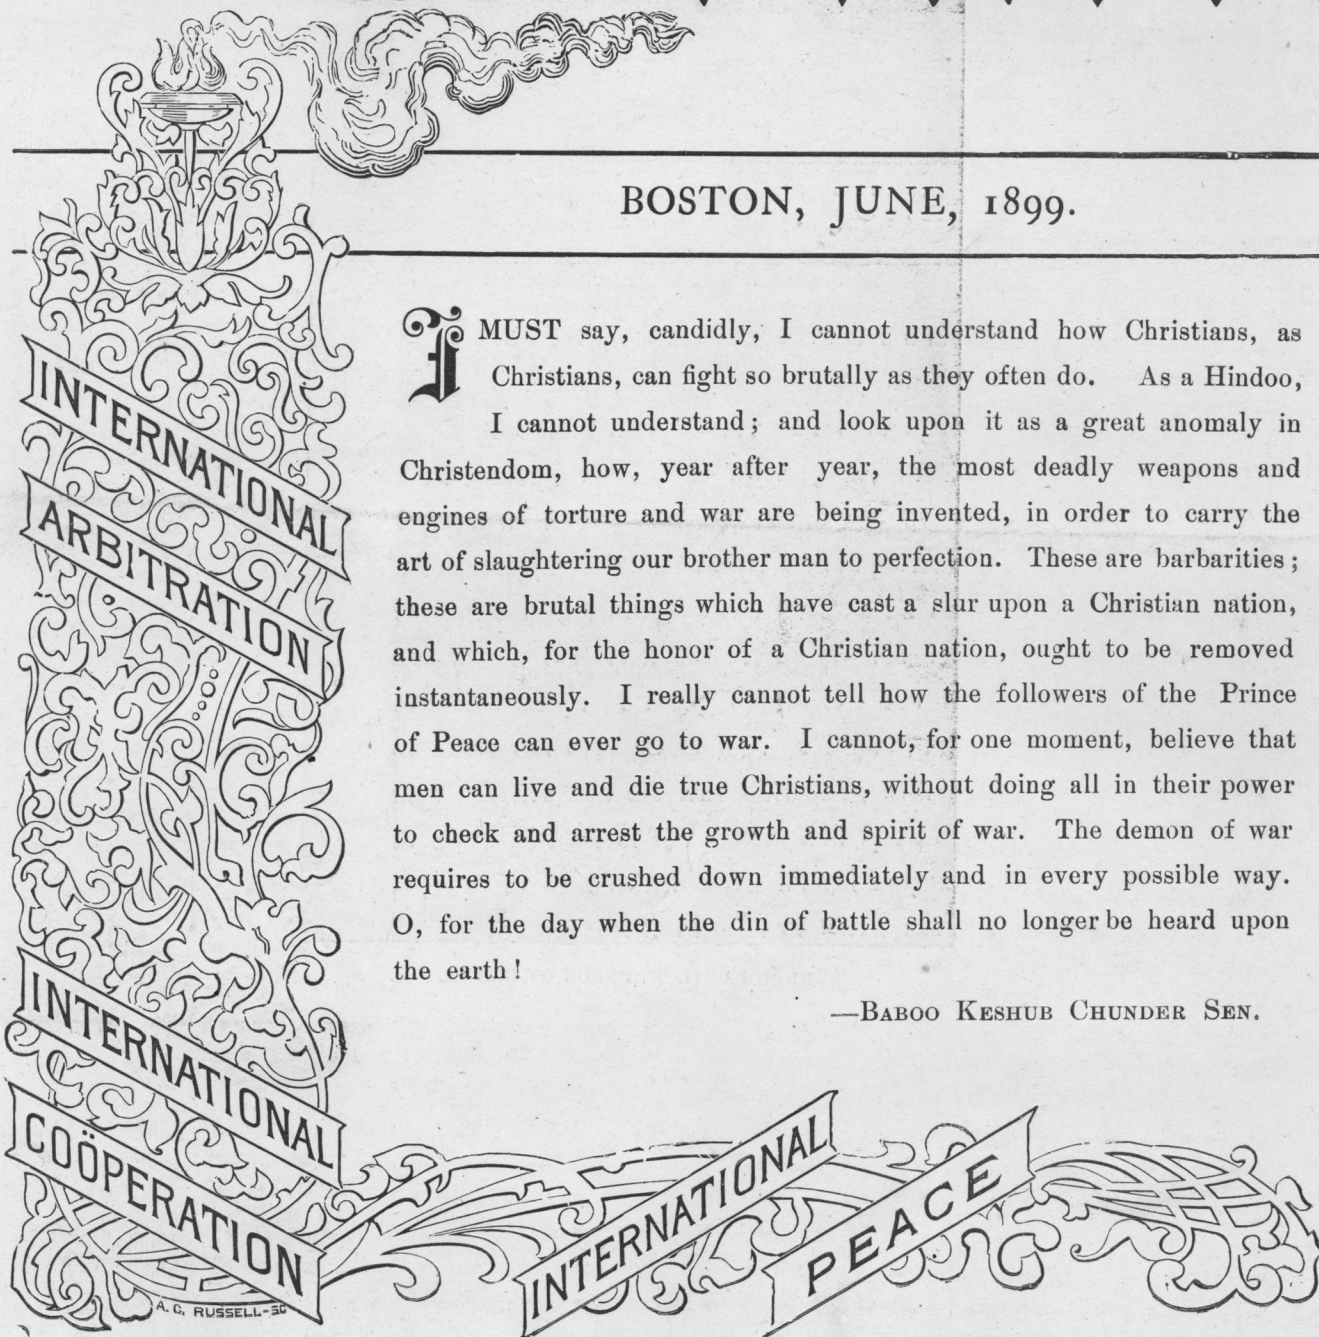 BOSTON, JUNE, 1899.
I MUST say, candidly, I cannot understand how Christians, as
Christians, can fight so brutally as they often do. As a Hindoo,
I cannot understand; and look upon it as a great anomaly in
Christendom, how, year after year, the most deadly weapons and
engines of torture and war are being invented, in order to carry the
art of slaughtering our brother man to perfection. These are barbarities;
these are brutal things which have cast a slur upon a Christian nation,
and which, for the honor of a Christian nation, ought to be removed
instantaneously. I really cannot tell how the followers of the Prince
of Peace can ever go to war. I cannot, for one moment, believe that
men can live and die true Christians, without doing all in their power
to check and arrest the growth and spirit of war. The demon of war
requires to be crushed down immediately and in every possible way.
O, for the day when the din of battle shall no longer be heard upon
the earth!
—BABOO KESHUB CHUNDER SEN.
INTERNATIONAL
ARBITRATION
INTERNATIONAL
COÖPERATION
INTERNATIONAL
PEACE
A. C. RUSSELL-SC